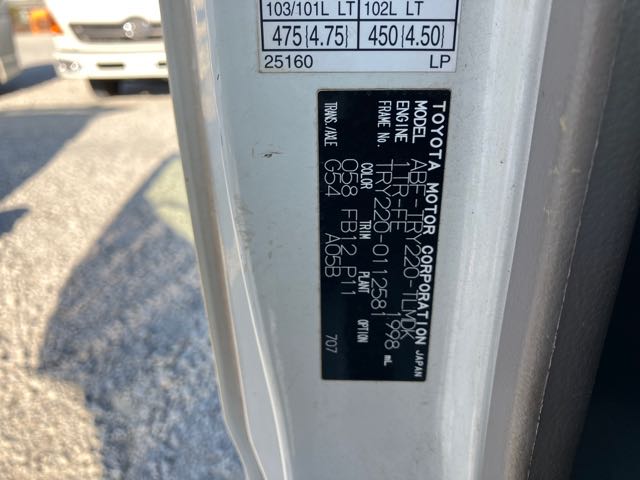 103/101L LT 102L LT
475{4.75} 450{4.50}
25160 LP
TOYOTA MOTOR CORPORATION JAPAN
MODEL ABF-TRY220-TLMDK
ENGINE 1TR-FE 1998 mL
FRAME No. TRY220-0112581
COLOR TRIM PLANT OPTION
058 FB12 P11
TRANS./AXLE G54 A05B
707